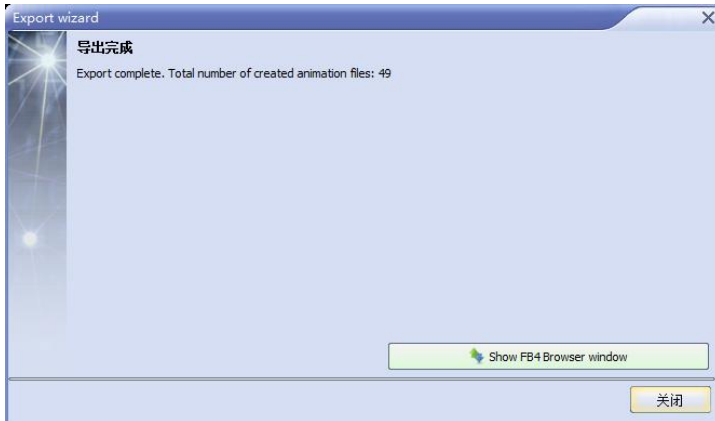 Export wizard
导出完成
Export complete. Total number of created animation files: 49
Show FB4 Browser window
关闭